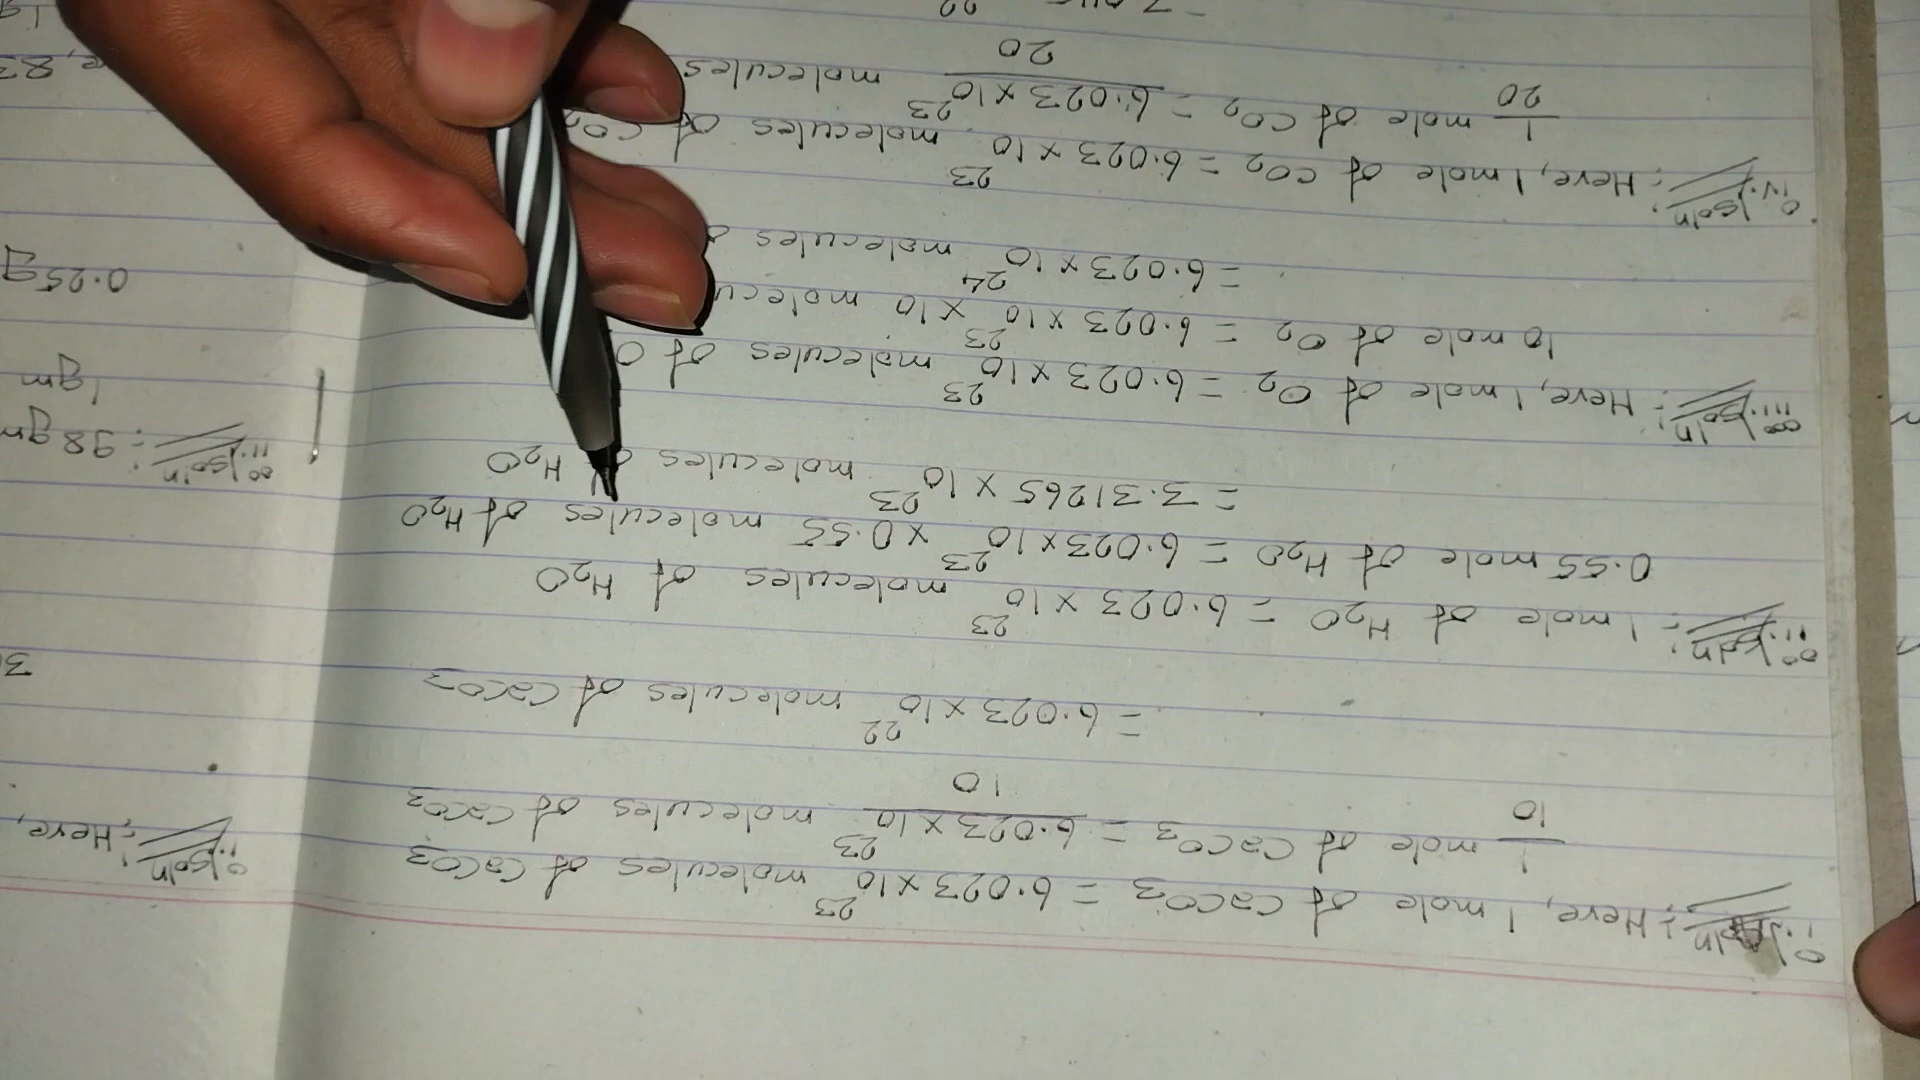 i.) Soln: Here, 1 mole of CaCO3 = 6.023 x 10^23 molecules of CaCO3
1/10 mole of CaCO3 = 6.023 x 10^23/10 molecules of CaCO3
= 6.023 x 10^22 molecules of CaCO3
ii.) Soln: 1 mole of H2O = 6.023 x 10^23 molecules of H2O
0.55 mole of H2O = 6.023 x 10^23 x 0.55 molecules of H2O
= 3.31265 x 10^23 molecules H2O
iii.) Soln: Here, 1 mole of O2 = 6.023 x 10^23 molecules of O
10 mole of O2 = 6.023 x 10^23 x 10
= 6.023 x 10^24 molecules
iv.) Soln: Here, 1 mole of CO2 = 6.023 x 10^23 molecules of CO2
1/20 mole of CO2 = 6.023 x 10^23/20 molecules
Soln: Here,
3
ii.) Soln: 98 gm
1 gm
0.25g